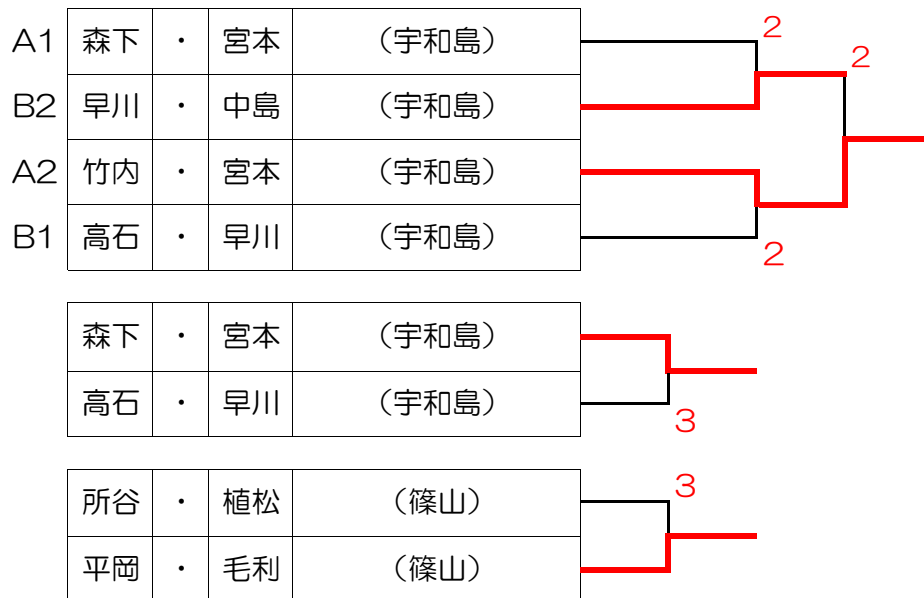 A1 森下 ・ 宮本 （宇和島） 2
2
B2 早川 ・ 中島 （宇和島）
A2 竹内 ・ 宮本 （宇和島）
B1 高石 ・ 早川 （宇和島） 2
森下 ・ 宮本 （宇和島）
高石 ・ 早川 （宇和島） 3
所谷 ・ 植松 （篠山） 3
平岡 ・ 毛利 （篠山）